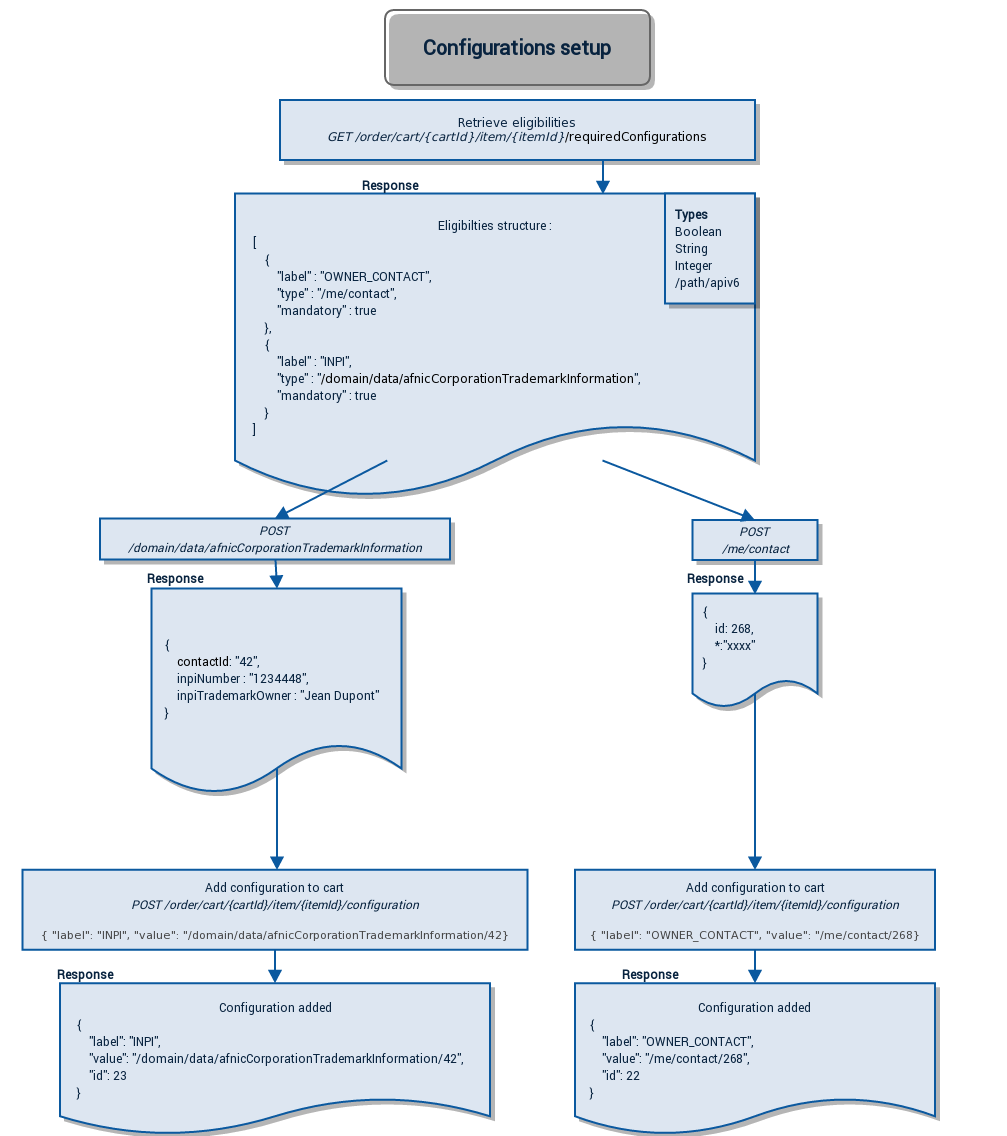 Configurations setup
Retrieve eligibilities
GET /order/cart/{cartId}/item/{itemId}/requiredConfigurations
Response
Eligibilties structure :
[
{
"label" : "OWNER_CONTACT",
"type" : "/me/contact",
"mandatory" : true
},
{
"label" : "INPI",
"type" : "/domain/data/afnicCorporationTrademarkInformation",
"mandatory" : true
}
]
Types
Boolean
String
Integer
/path/apiv6
POST
/domain/data/afnicCorporationTrademarkInformation
Response
{
contactId: "42",
inpiNumber : "1234448",
inpiTrademarkOwner : "Jean Dupont"
}
POST
/me/contact
Response
{
id: 268,
*:"xxxx"
}
Add configuration to cart
POST /order/cart/{cartId}/item/{itemId}/configuration
{ "label": "INPI", "value": "/domain/data/afnicCorporationTrademarkInformation/42}
Response
Configuration added
{
"label": "INPI",
"value": "/domain/data/afnicCorporationTrademarkInformation/42",
"id": 23
}
Add configuration to cart
POST /order/cart/{cartId}/item/{itemId}/configuration
{ "label": "OWNER_CONTACT", "value": "/me/contact/268}
Response
Configuration added
{
"label": "OWNER_CONTACT",
"value": "/me/contact/268",
"id": 22
}